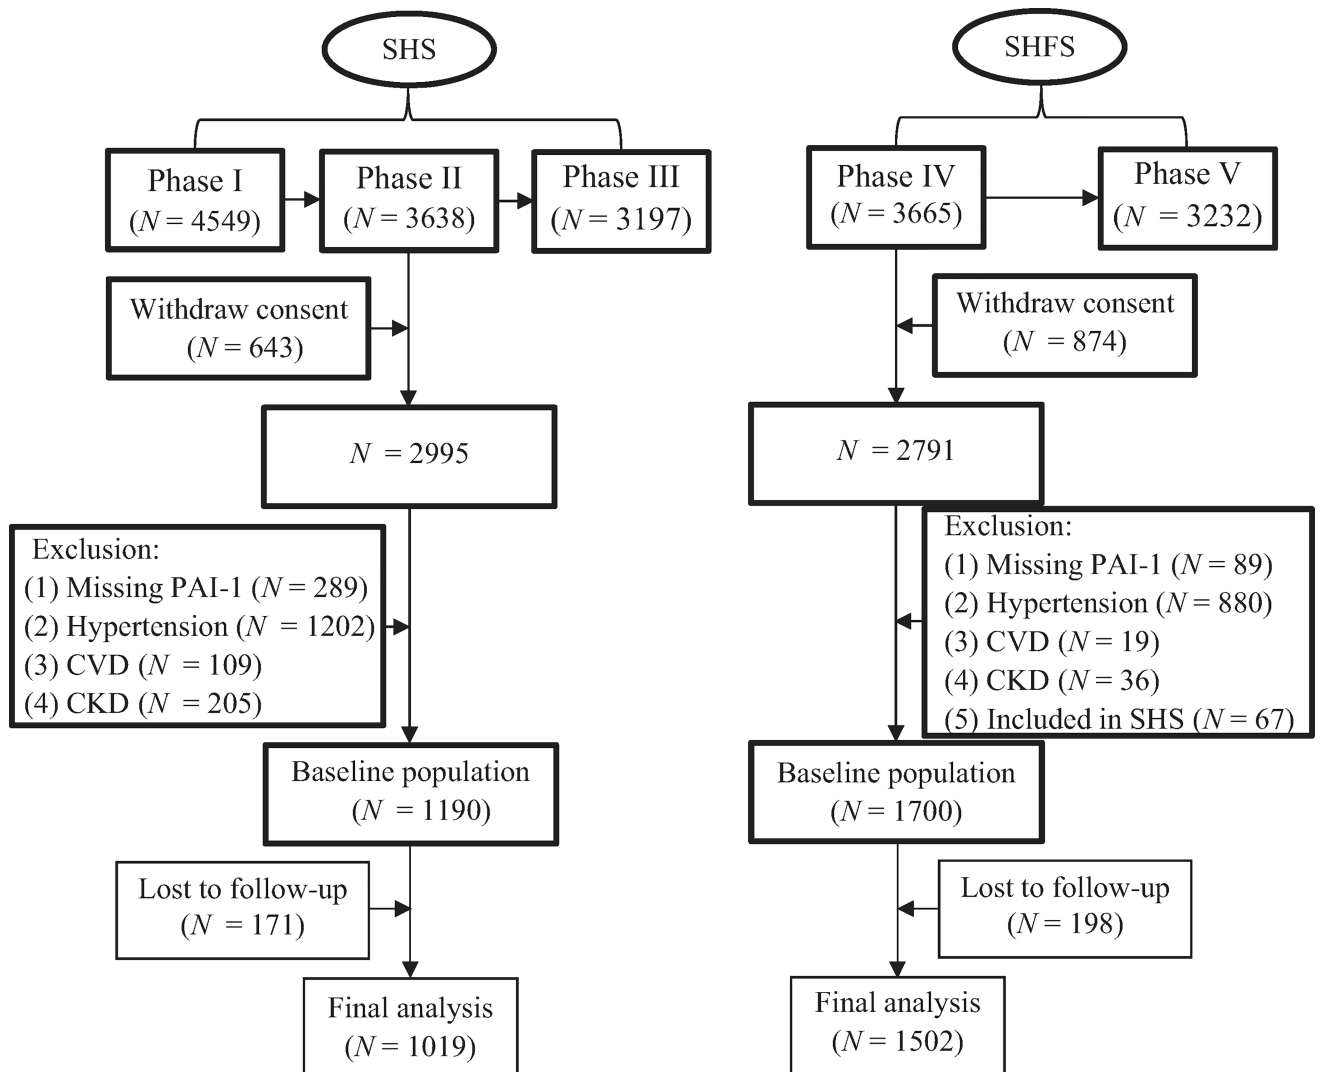 SHS
Phase I
(N = 4549)
Phase II
(N = 3638)
Phase III
(N = 3197)
Withdraw consent
(N = 643)
N = 2995
Exclusion:
(1) Missing PAI-1 (N = 289)
(2) Hypertension (N = 1202)
(3) CVD (N = 109)
(4) CKD (N = 205)
Baseline population
(N = 1190)
Lost to follow-up
(N = 171)
Final analysis
(N = 1019)
SHFS
Phase IV
(N = 3665)
Phase V
(N = 3232)
Withdraw consent
(N = 874)
N = 2791
Exclusion:
(1) Missing PAI-1 (N = 89)
(2) Hypertension (N = 880)
(3) CVD (N = 19)
(4) CKD (N = 36)
(5) Included in SHS (N = 67)
Baseline population
(N = 1700)
Lost to follow-up
(N = 198)
Final analysis
(N = 1502)